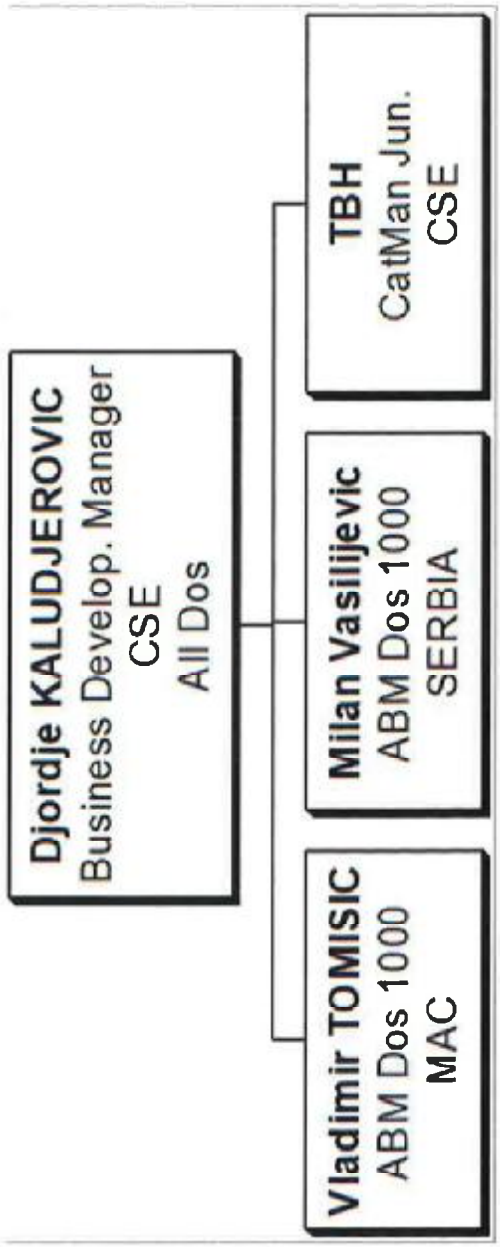 Djordje KALUDJEROVIC
Business Develop. Manager
CSE
All Dos
Vladimir TOMISIC
ABM Dos 1000
MAC
Milan Vasilijevic
ABM Dos 1000
SERBIA
TBH
CatMan Jun.
CSE